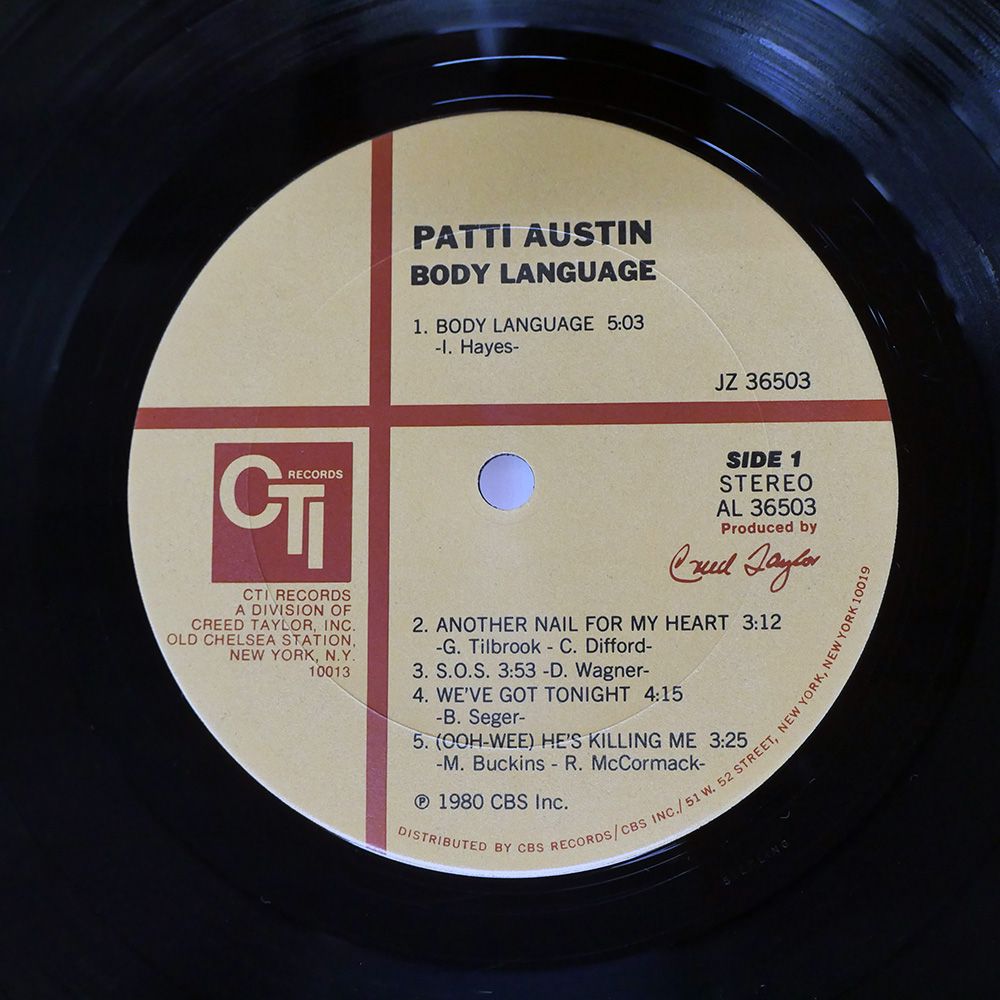 PATTI AUSTIN
BODY LANGUAGE
1. BODY LANGUAGE 5:03
-I. Hayes-
JZ 36503
CTI RECORDS
SIDE 1
STEREO
AL 36503
Produced by
Creed Taylor
CTI RECORDS
A DIVISION OF
CREED TAYLOR, INC.
OLD CHELSEA STATION,
NEW YORK, N.Y.
10013
2. ANOTHER NAIL FOR MY HEART 3:12
-G. Tilbrook - C. Difford-
3. S.O.S. 3:53 -D. Wagner-
4. WE'VE GOT TONIGHT 4:15
-B. Seger-
5. (OOH-WEE) HE'S KILLING ME 3:25
-M. Buckins - R. McCormack-
℗ 1980 CBS Inc.
DISTRIBUTED BY CBS RECORDS/CBS INC./51 W. 52 STREET, NEW YORK, NEW YORK 10019